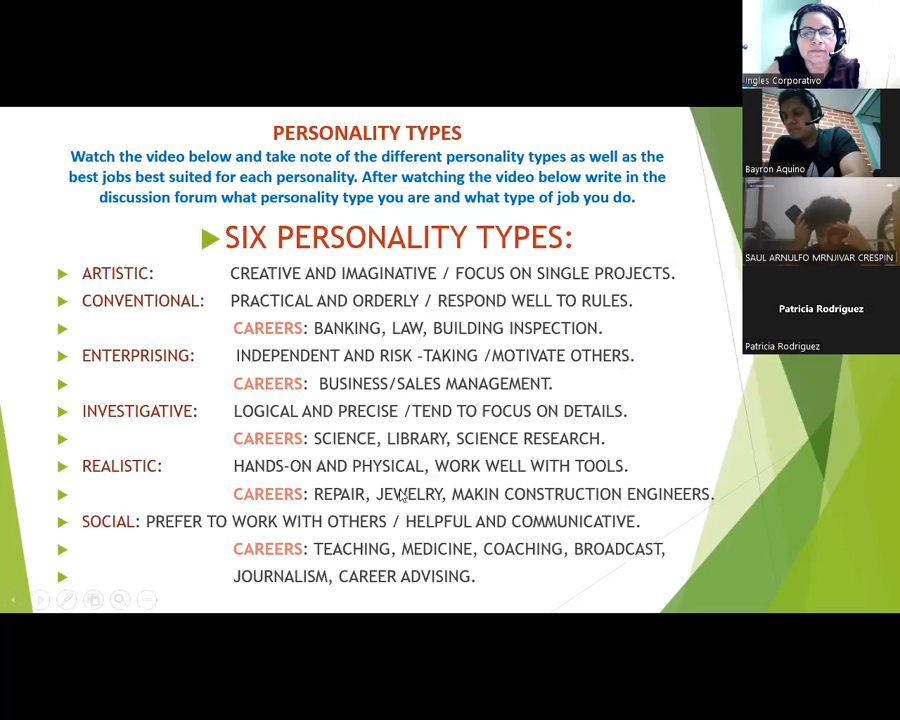 PERSONALITY TYPES
Watch the video below and take note of the different personality types as well as the
best jobs best suited for each personality. After watching the video below write in the
discussion forum what personality type you are and what type of job you do.
SIX PERSONALITY TYPES:
ARTISTIC: CREATIVE AND IMAGINATIVE / FOCUS ON SINGLE PROJECTS.
CONVENTIONAL: PRACTICAL AND ORDERLY / RESPOND WELL TO RULES.
CAREERS: BANKING, LAW, BUILDING INSPECTION.
ENTERPRISING: INDEPENDENT AND RISK -TAKING /MOTIVATE OTHERS.
CAREERS: BUSINESS/SALES MANAGEMENT.
INVESTIGATIVE: LOGICAL AND PRECISE /TEND TO FOCUS ON DETAILS.
CAREERS: SCIENCE, LIBRARY, SCIENCE RESEARCH.
REALISTIC: HANDS-ON AND PHYSICAL, WORK WELL WITH TOOLS.
CAREERS: REPAIR, JEWELRY, MAKIN CONSTRUCTION ENGINEERS.
SOCIAL: PREFER TO WORK WITH OTHERS / HELPFUL AND COMMUNICATIVE.
CAREERS: TEACHING, MEDICINE, COACHING, BROADCAST,
JOURNALISM, CAREER ADVISING.
Ingles Corporativo
Bayron Aquino
SAUL ARNULFO MRNJIVAR CRESPIN
Patricia Rodriguez
Patricia Rodriguez